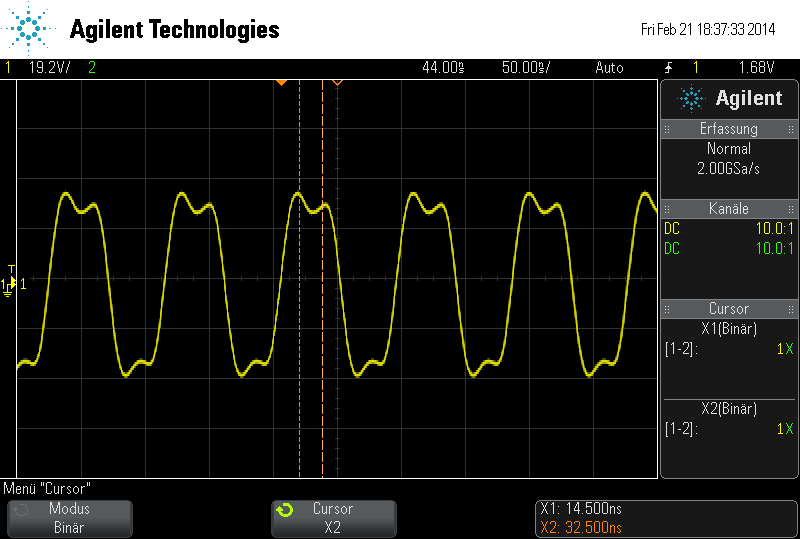 Agilent Technologies
Fri Feb 21 18:37:33 2014
1 19.2V/ 2 44.00s 50.00s/ Auto 1 1.68V
Agilent
Erfassung
Normal
2.00GSa/s
Kanäle
DC 10.0:1
DC 10.0:1
T
1 1
Cursor
X1(Binär)
[1-2]: 1X
X2(Binär)
[1-2]: 1X
Menü "Cursor"
Modus
Binär
Cursor
X2
X1: 14.500ns
X2: 32.500ns